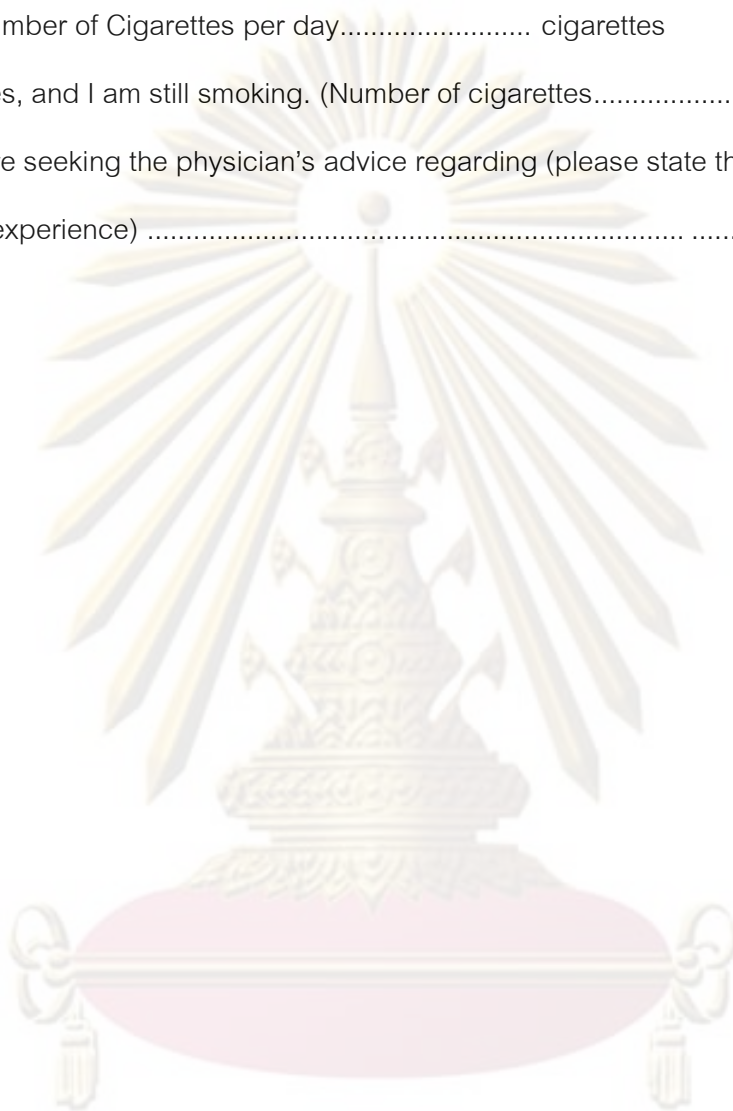 mber of Cigarettes per day......................... cigarettes
s, and I am still smoking. (Number of cigarettes..................
e seeking the physician's advice regarding (please state th
experience) ...................................................................... ......